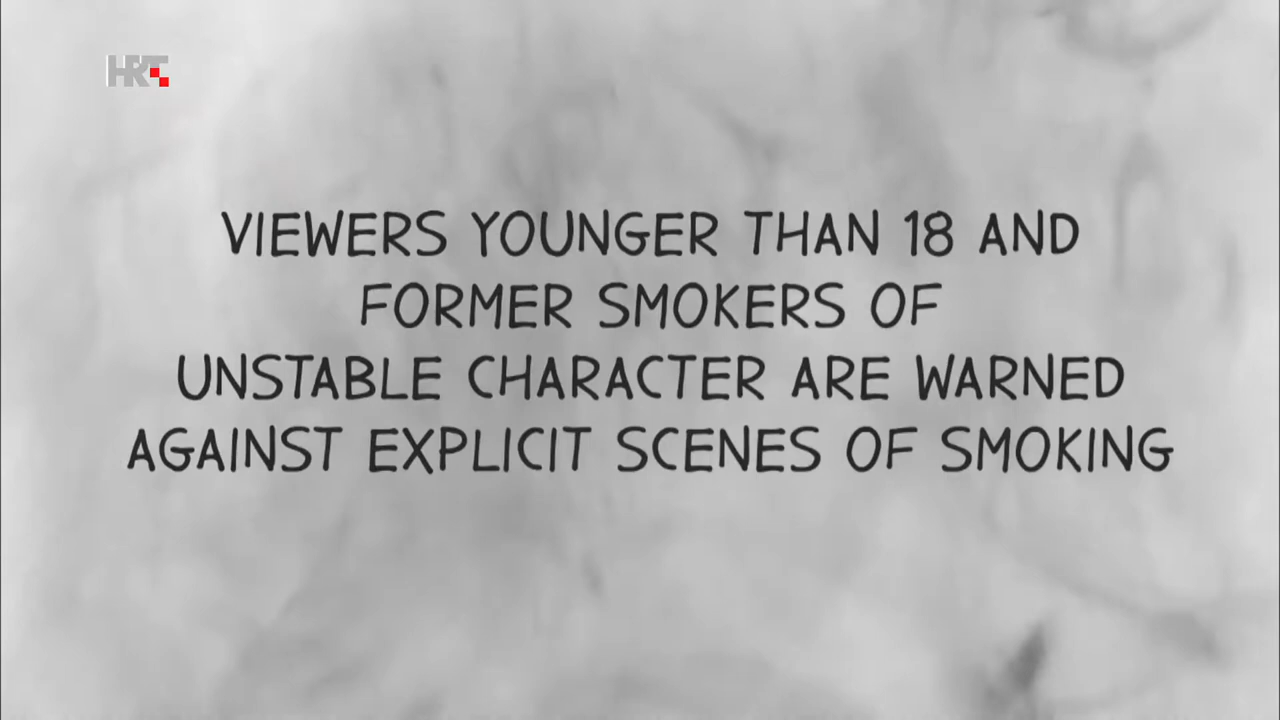 HRT
VIEWERS YOUNGER THAN 18 AND
FORMER SMOKERS OF
UNSTABLE CHARACTER ARE WARNED
AGAINST EXPLICIT SCENES OF SMOKING